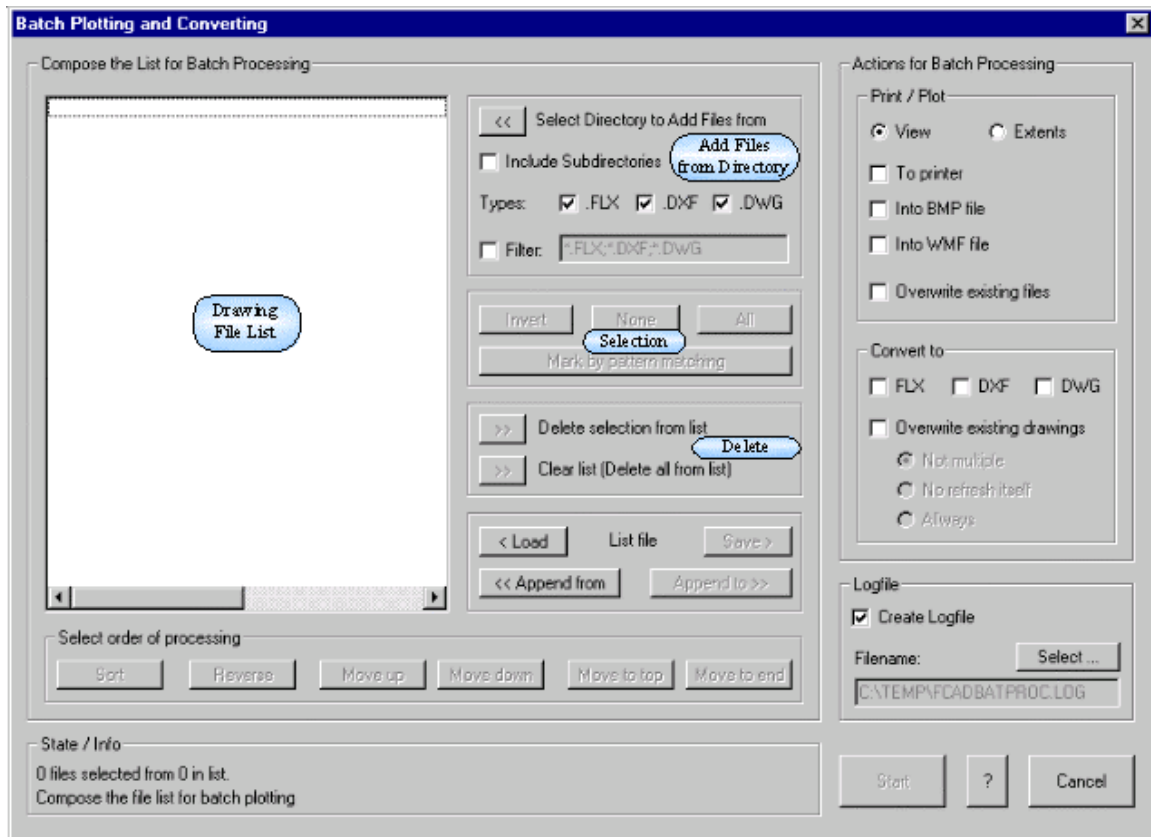 Batch Plotting and Converting
Compose the List for Batch Processing
Drawing
File List
<< Select Directory to Add Files from
Include Subdirectories
Add Files
from Directory
Types: .FLX .DXF .DWG
Filter: *.FLX;*.DXF;*.DWG
Invert None All
Selection
Mark by pattern matching
>> Delete selection from list
Delete
>> Clear list (Delete all from list)
< Load List file Save >
<< Append from Append to >>
Select order of processing
Sort Reverse Move up Move down Move to top Move to end
State / Info
0 files selected from 0 in list.
Compose the file list for batch plotting
Actions for Batch Processing
Print / Plot
View Extents
To printer
Into BMP file
Into WMF file
Overwrite existing files
Convert to
FLX DXF DWG
Overwrite existing drawings
Not multiple
No refresh itself
Always
Logfile
Create Logfile
Filename: Select ...
C:\TEMP\FCADBATPROC.LOG
Start ? Cancel